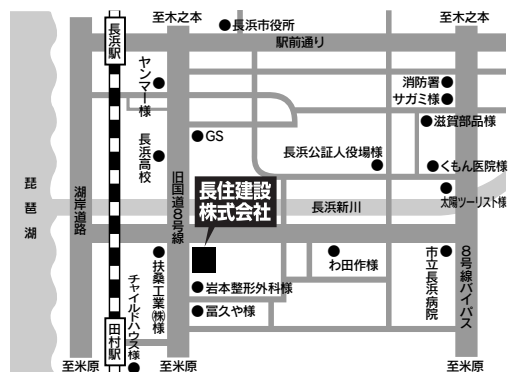 至木之本
至木之本
長浜駅
長浜市役所
駅前通り
ヤンマー様
消防署
サガミ様
滋賀部品様
GS
長浜高校
長浜公証人役場様
くもん医院様
太陽ツーリスト様
琵琶湖
湖岸道路
旧国道8号線
長住建設
株式会社
長浜新川
わ田作様
市立長浜病院
8号線バイパス
扶桑工業㈱様
チャイルドハウス様
岩本整形外科様
冨久や様
田村駅
至米原
至米原
至米原